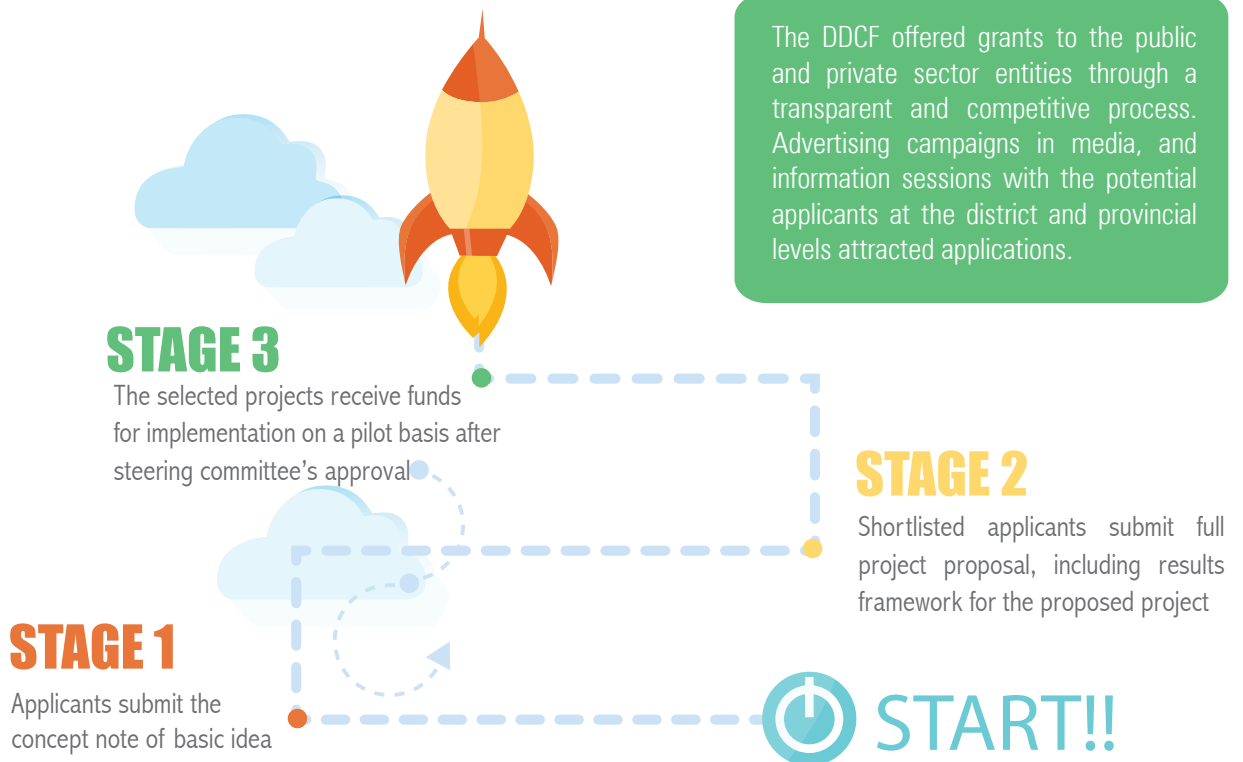 The DDCF offered grants to the public
and private sector entities through a
transparent and competitive process.
Advertising campaigns in media, and
information sessions with the potential
applicants at the district and provincial
levels attracted applications.
STAGE 3
The selected projects receive funds
for implementation on a pilot basis after
steering committee's approval
STAGE 2
Shortlisted applicants submit full
project proposal, including results
framework for the proposed project
STAGE 1
Applicants submit the
concept note of basic idea
START!!